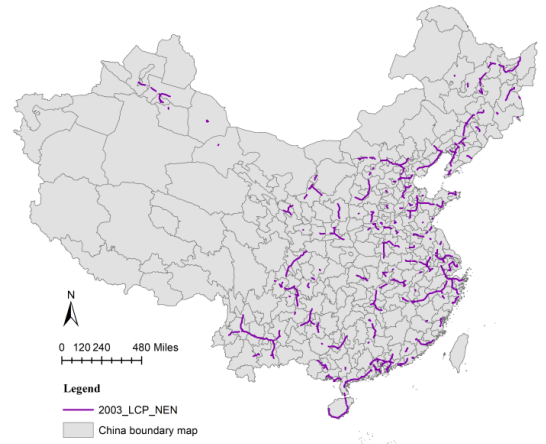 N
0 120 240 480 Miles
Legend
2003_LCP_NEN
China boundary map